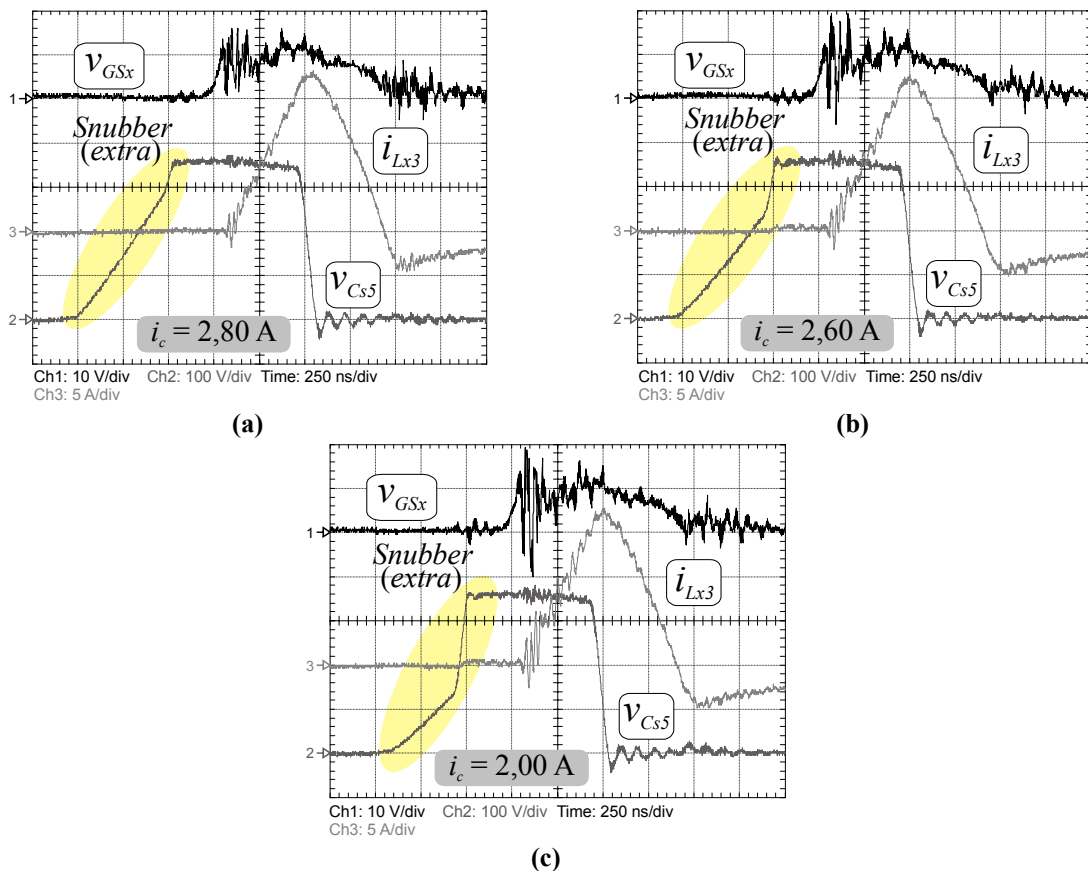 v_GSx
1
Snubber
(extra)
i_Lx3
3
v_Cs5
2
i_c = 2,80 A
Ch1: 10 V/div Ch2: 100 V/div Time: 250 ns/div
Ch3: 5 A/div
(a)
v_GSx
1
Snubber
(extra)
i_Lx3
3
v_Cs5
2
i_c = 2,60 A
Ch1: 10 V/div Ch2: 100 V/div Time: 250 ns/div
Ch3: 5 A/div
(b)
v_GSx
1
Snubber
(extra)
i_Lx3
3
v_Cs5
2
i_c = 2,00 A
Ch1: 10 V/div Ch2: 100 V/div Time: 250 ns/div
Ch3: 5 A/div
(c)